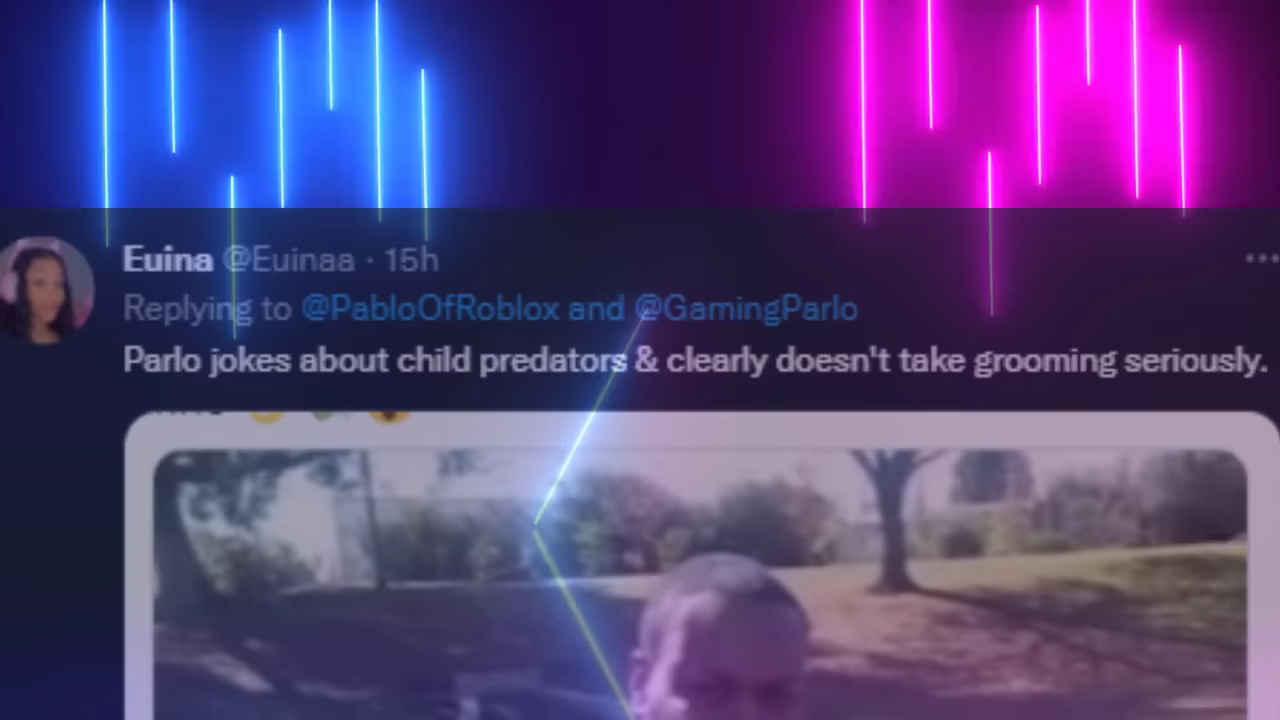 Euina @Euinaa · 15h
Replying to @PabloOfRoblox and @GamingParlo
Parlo jokes about child predators & clearly doesn't take grooming seriously.